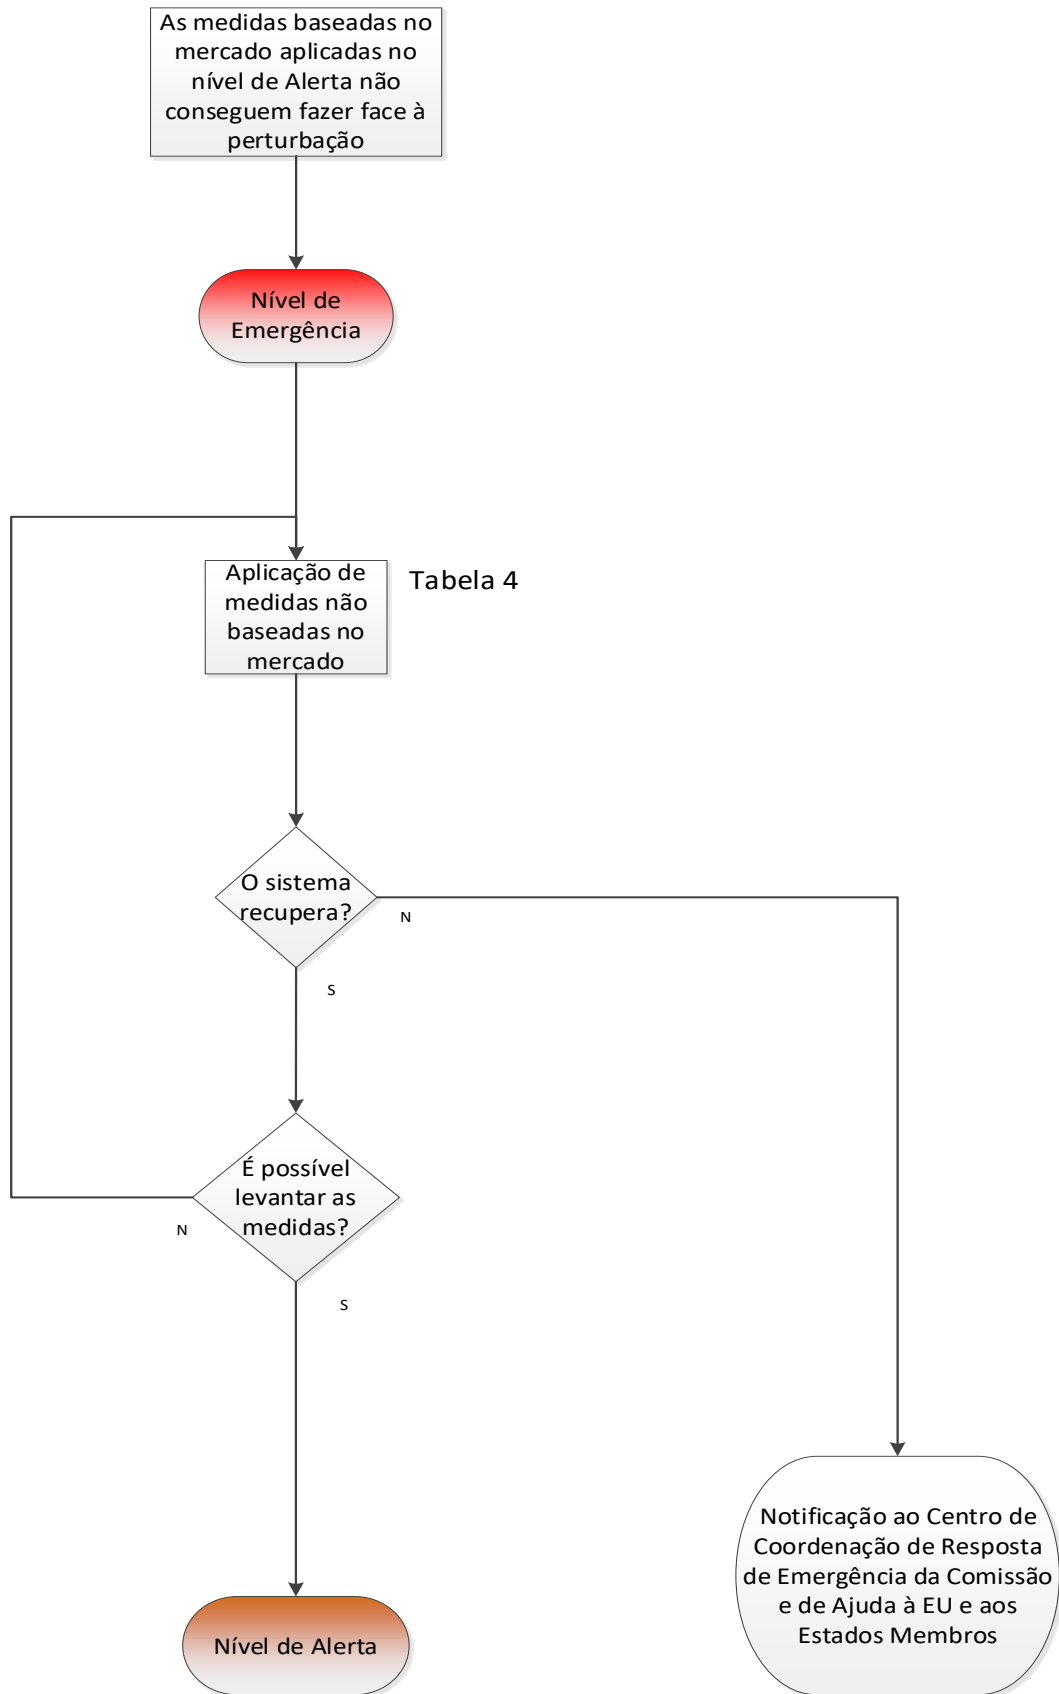 As medidas baseadas no
mercado aplicadas no
nível de Alerta não
conseguem fazer face à
perturbação
Nível de
Emergência
Aplicação de
medidas não
baseadas no
mercado
Tabela 4
O sistema
recupera?
N
S
É possível
levantar as
medidas?
N
S
Notificação ao Centro de
Coordenação de Resposta
de Emergência da Comissão
e de Ajuda à EU e aos
Estados Membros
Nível de Alerta